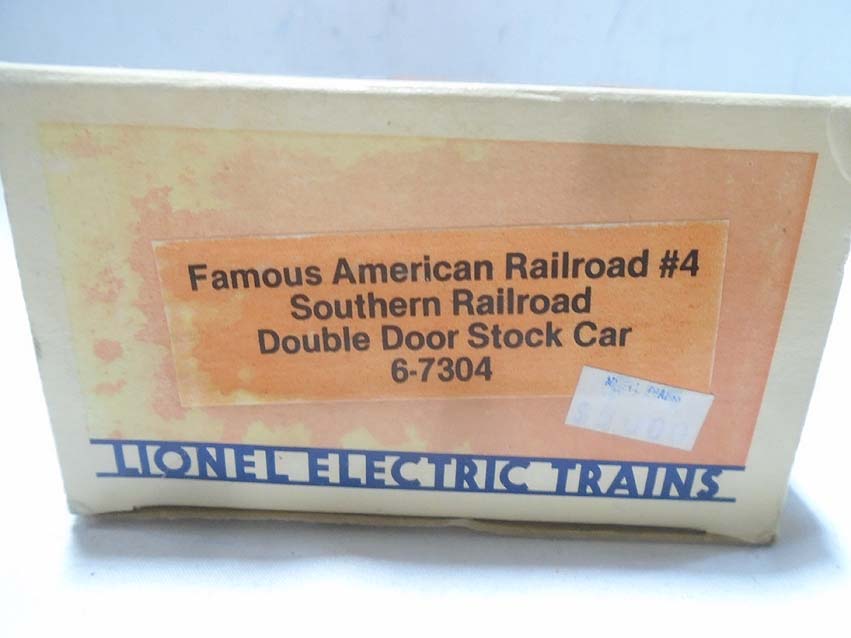 Famous American Railroad #4
Southern Railroad
Double Door Stock Car
6-7304
LIONEL ELECTRIC TRAINS